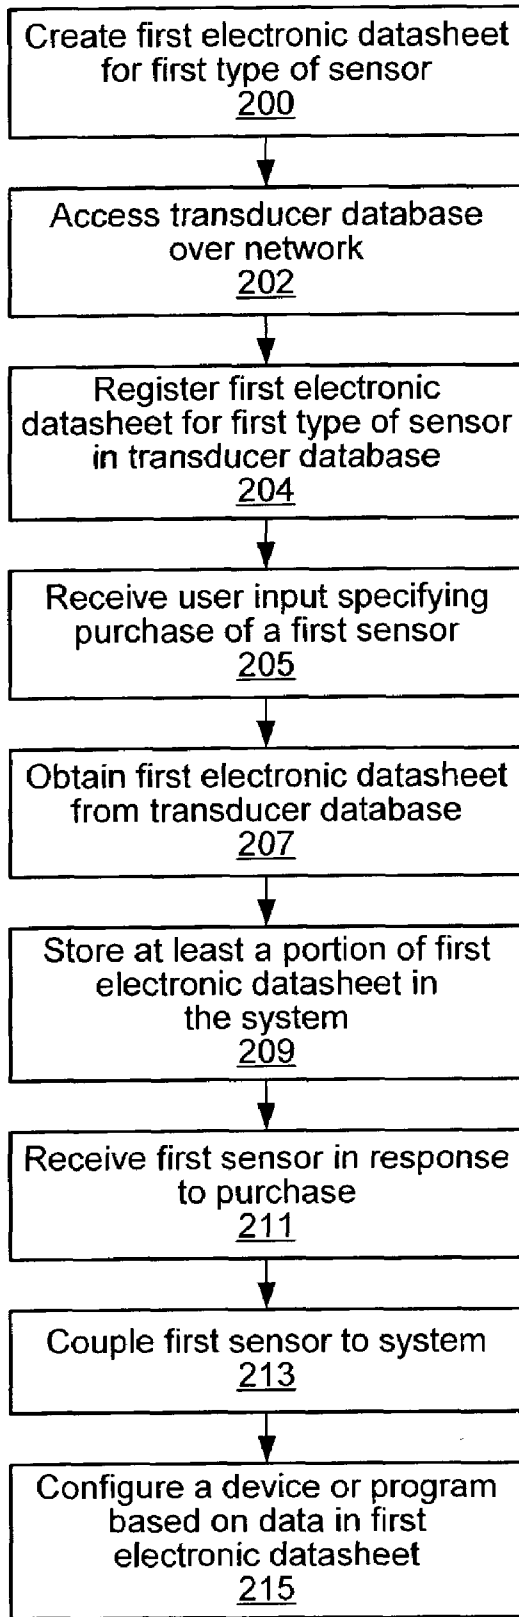 Create first electronic datasheet
for first type of sensor
200
Access transducer database
over network
202
Register first electronic
datasheet for first type of sensor
in transducer database
204
Receive user input specifying
purchase of a first sensor
205
Obtain first electronic datasheet
from transducer database
207
Store at least a portion of first
electronic datasheet in
the system
209
Receive first sensor in response
to purchase
211
Couple first sensor to system
213
Configure a device or program
based on data in first
electronic datasheet
215